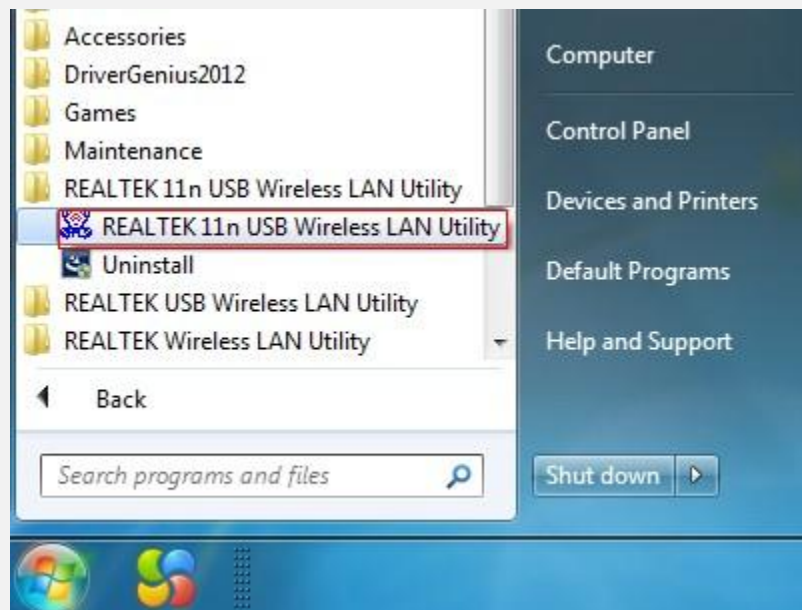 Accessories
DriverGenius2012
Games
Maintenance
REALTEK 11n USB Wireless LAN Utility
REALTEK 11n USB Wireless LAN Utility
Uninstall
REALTEK USB Wireless LAN Utility
REALTEK Wireless LAN Utility
Back
Search programs and files
Computer
Control Panel
Devices and Printers
Default Programs
Help and Support
Shut down